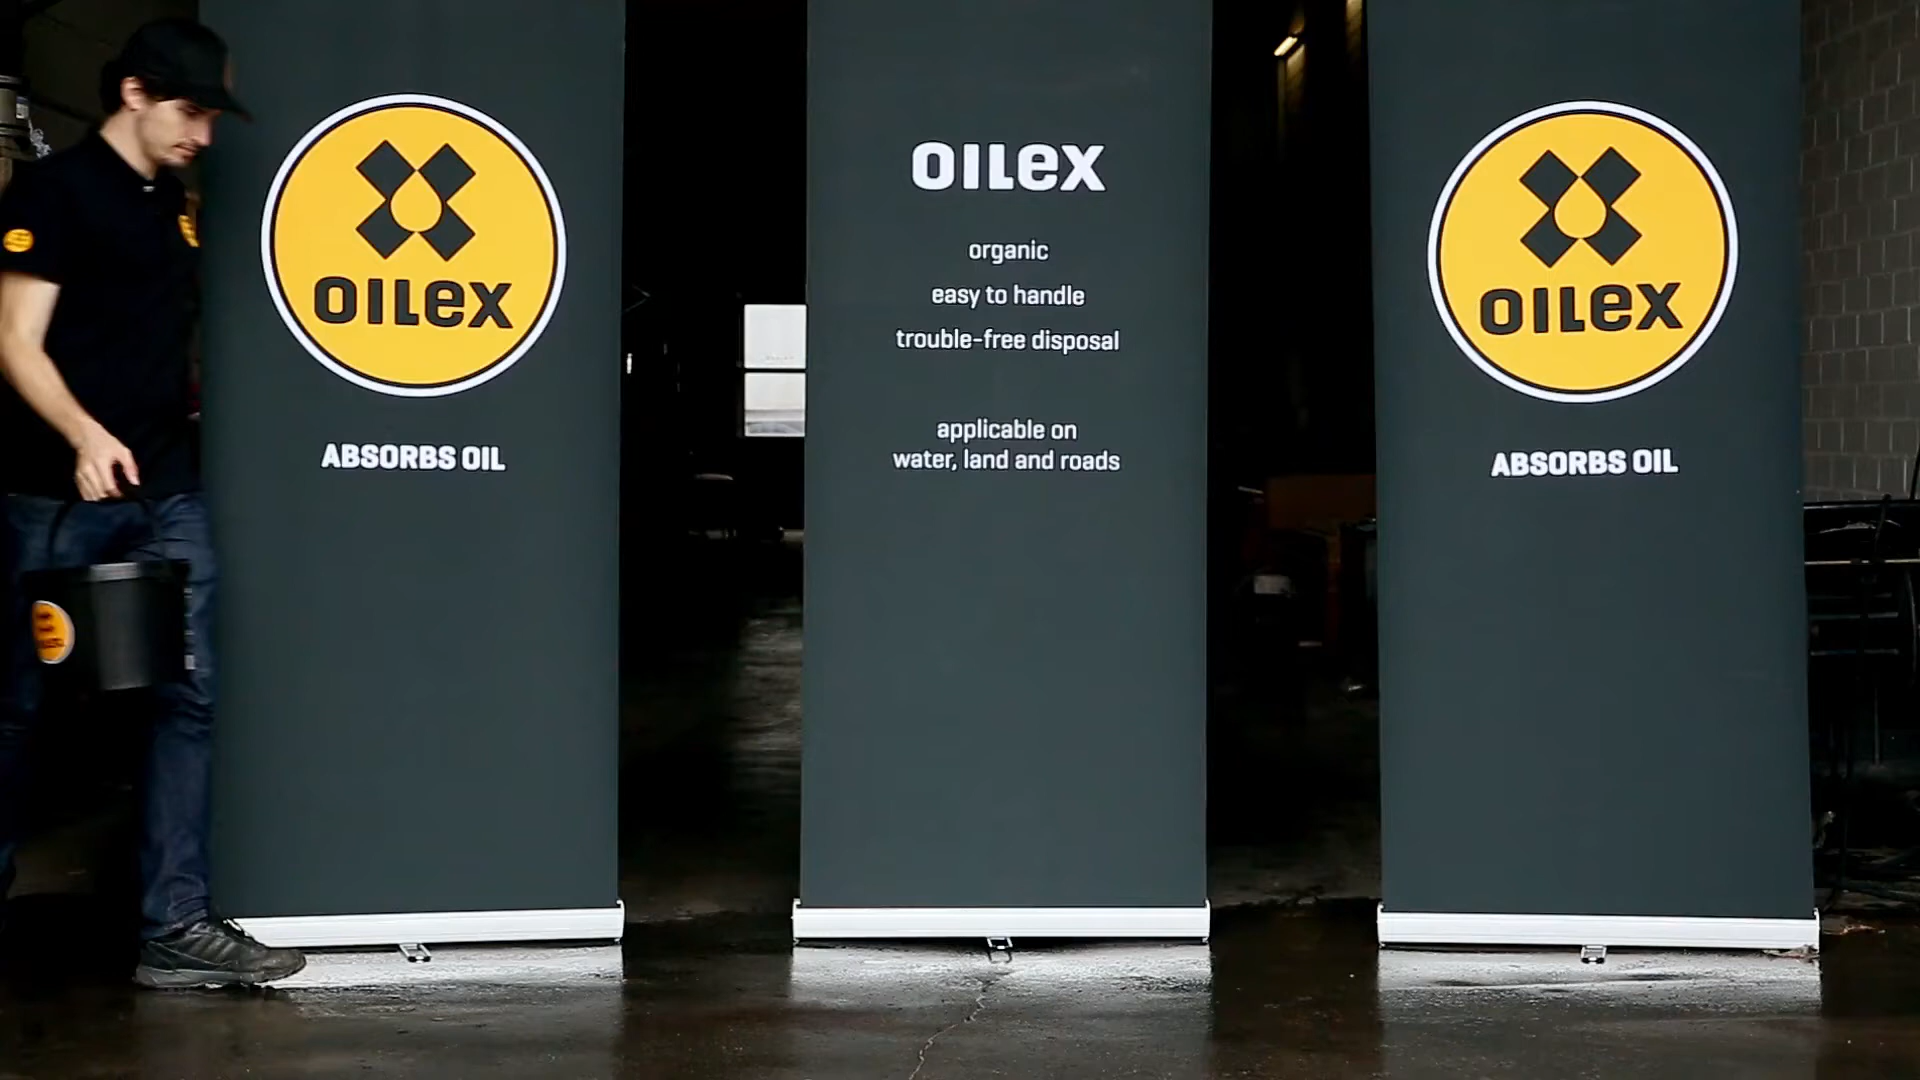 OILEX
ABSORBS OIL
OILEX
organic
easy to handle
trouble-free disposal
applicable on
water, land and roads
OILEX
ABSORBS OIL